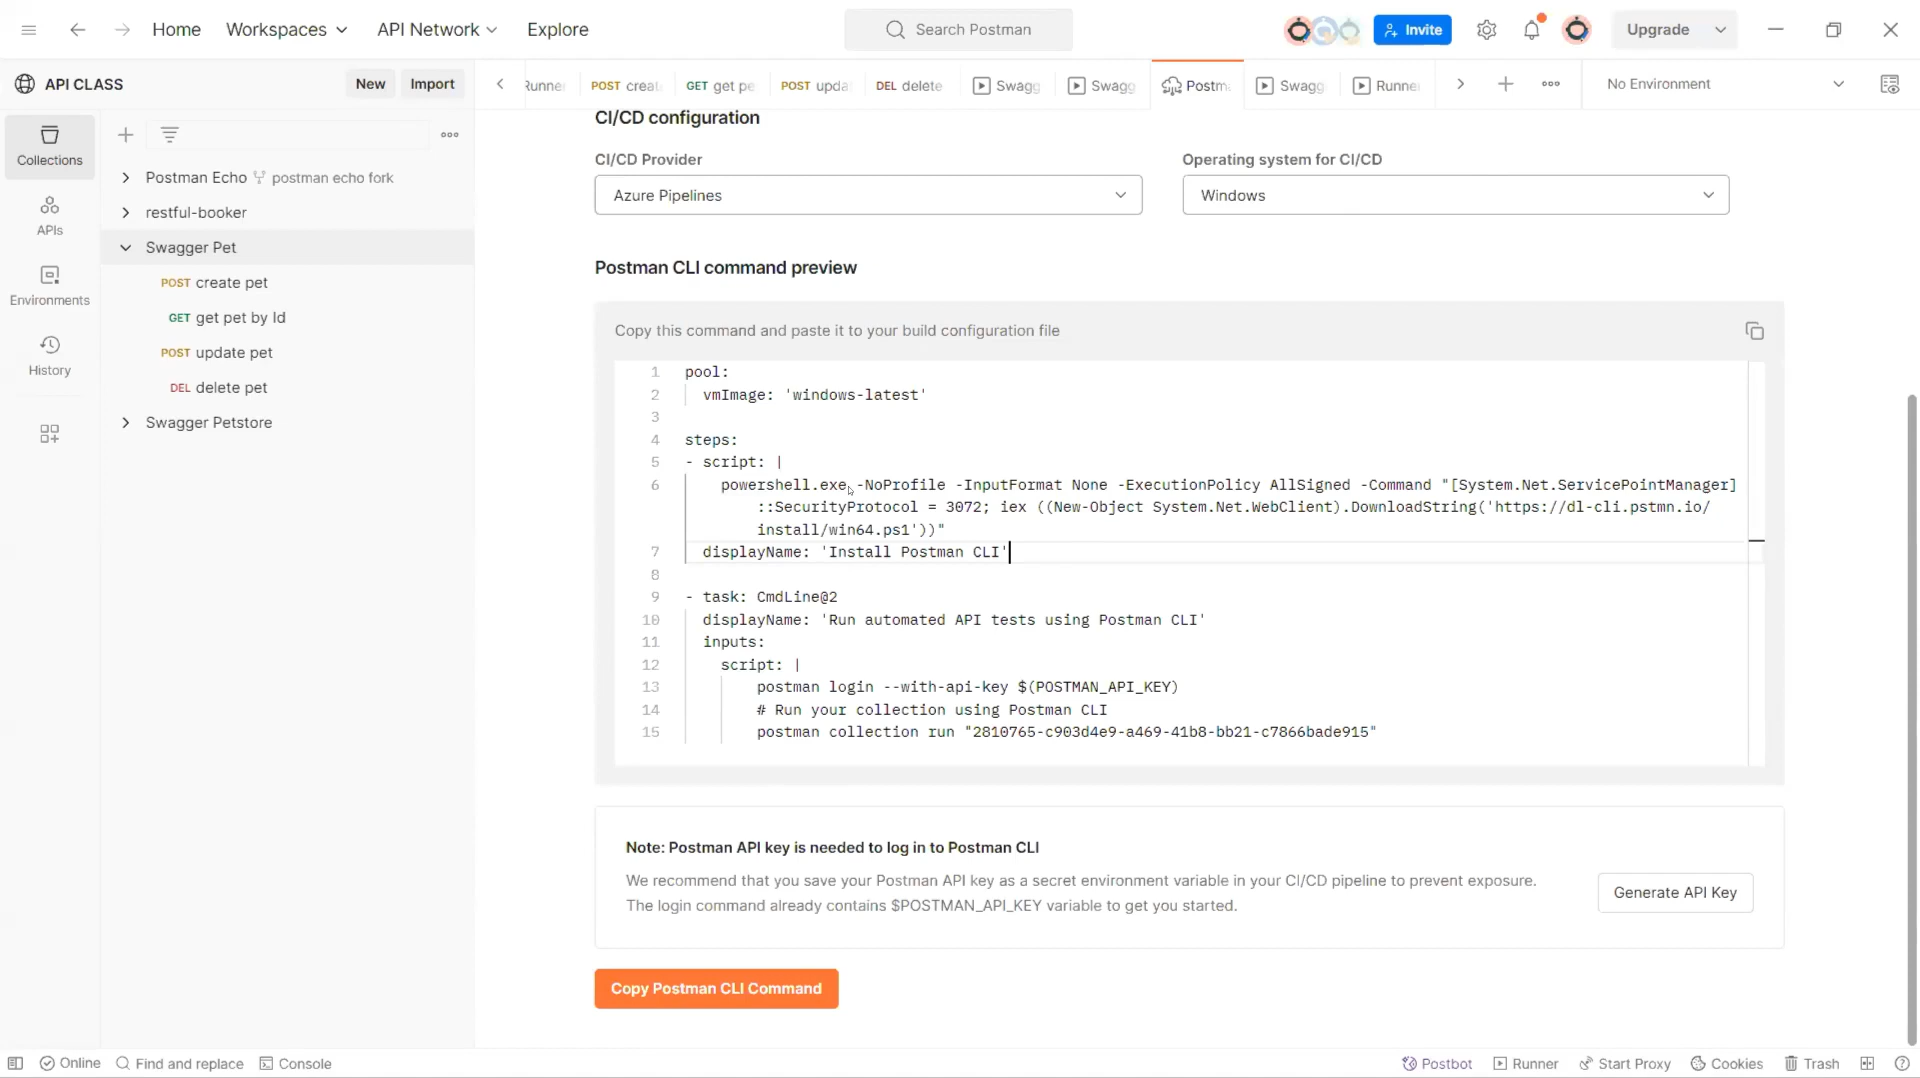 Home
Workspaces
API Network
Explore
Search Postman
Invite
Upgrade
API CLASS
New
Import
Runner
POST creat
GET get pe
POST upda
DEL delete
Swagg
Swagg
Postma
Swagg
Runner
No Environment
Collections
APIs
Environments
History
Postman Echo postman echo fork
restful-booker
Swagger Pet
POST create pet
GET get pet by Id
POST update pet
DEL delete pet
Swagger Petstore
CI/CD configuration
CI/CD Provider
Azure Pipelines
Operating system for CI/CD
Windows
Postman CLI command preview
Copy this command and paste it to your build configuration file
1 pool:
2 vmImage: 'windows-latest'
3
4 steps:
5 - script: |
6 powershell.exe -NoProfile -InputFormat None -ExecutionPolicy AllSigned -Command "[System.Net.ServicePointManager]
::SecurityProtocol = 3072; iex ((New-Object System.Net.WebClient).DownloadString('https://dl-cli.pstmn.io/
install/win64.ps1'))"
7 displayName: 'Install Postman CLI'
8
9 - task: CmdLine@2
10 displayName: 'Run automated API tests using Postman CLI'
11 inputs:
12 script: |
13 postman login --with-api-key $(POSTMAN_API_KEY)
14 # Run your collection using Postman CLI
15 postman collection run "2810765-c903d4e9-a469-41b8-bb21-c7866bade915"
Note: Postman API key is needed to log in to Postman CLI
We recommend that you save your Postman API key as a secret environment variable in your CI/CD pipeline to prevent exposure.
The login command already contains $POSTMAN_API_KEY variable to get you started.
Generate API Key
Copy Postman CLI Command
Online
Find and replace
Console
Postbot
Runner
Start Proxy
Cookies
Trash